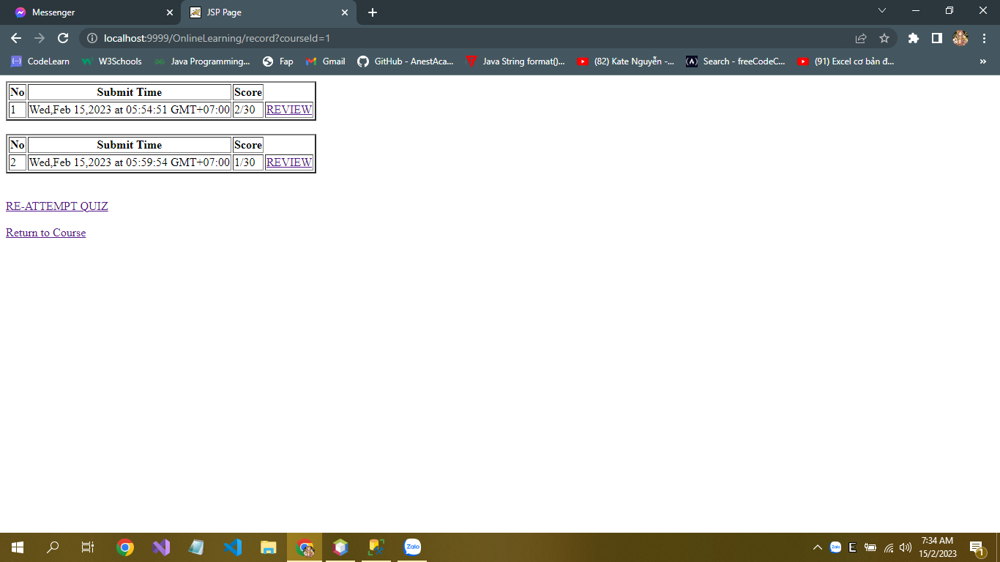 Messenger
JSP Page
localhost:9999/OnlineLearning/record?courseId=1
CodeLearn W3Schools Java Programming... Fap Gmail GitHub - AnestAca... Java String format()... (82) Kate Nguyễn -... Search - freeCodeC... (91) Excel cơ bản đ... »
No Submit Time Score
1 Wed,Feb 15,2023 at 05:54:51 GMT+07:00 2/30 REVIEW
No Submit Time Score
2 Wed,Feb 15,2023 at 05:59:54 GMT+07:00 1/30 REVIEW
RE-ATTEMPT QUIZ
Return to Course
Zalo
Zalo E 7:34 AM
15/2/2023 1